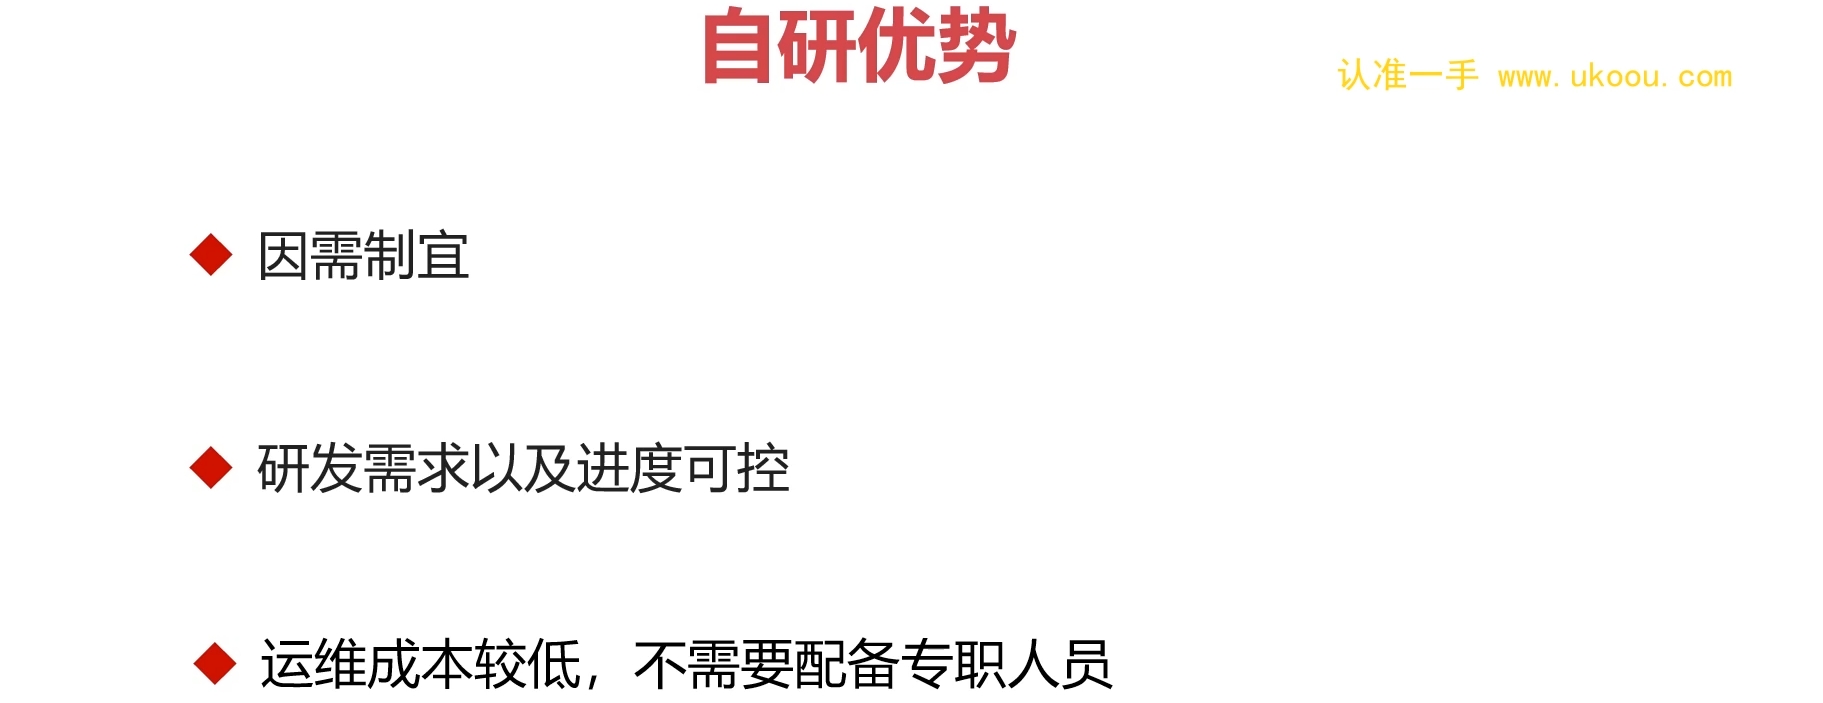 自研优势
认准一手 www.ukoou.com
因需制宜
研发需求以及进度可控
运维成本较低，不需要配备专职人员